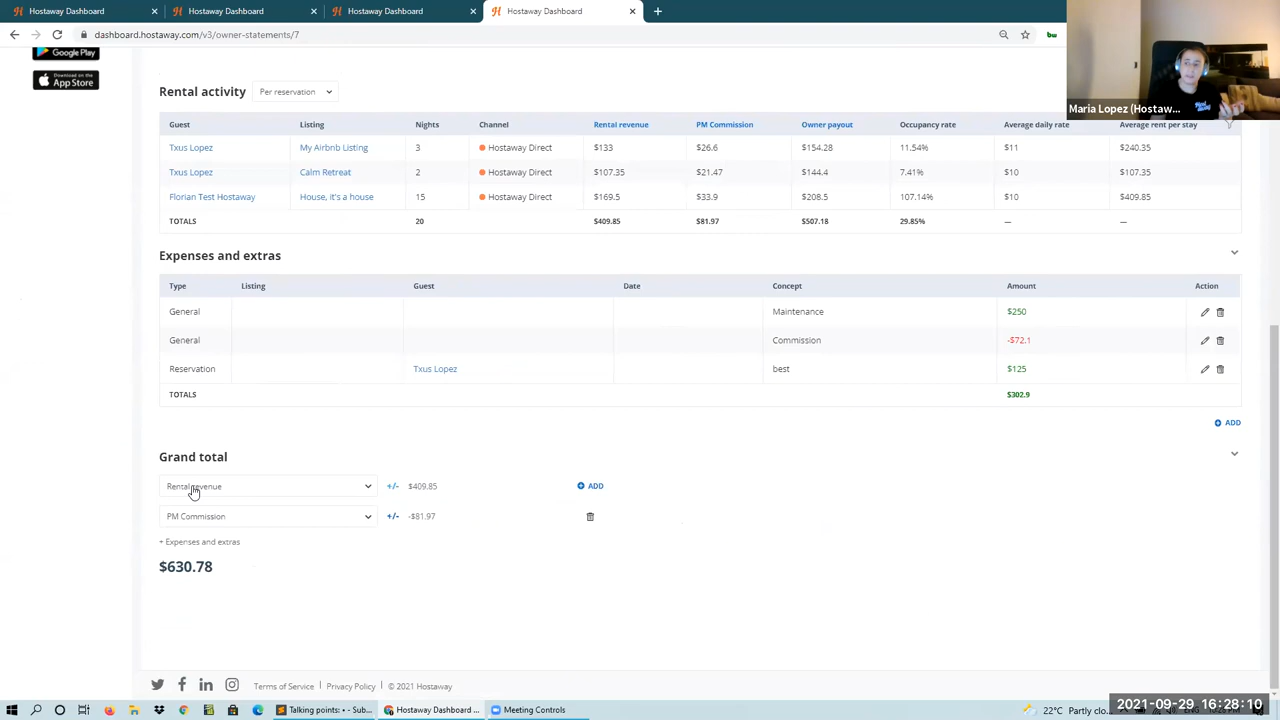 Hostaway Dashboard × Hostaway Dashboard × Hostaway Dashboard × Hostaway Dashboard × +
dashboard.hostaway.com/v3/owner-statements/7
bw
Google Play
Download on the
App Store
Maria Lopez (Hostaw...
Rental activity Per reservation
Guest Listing Nights Channel Rental revenue PM Commission Owner payout Occupancy rate Average daily rate Average rent per stay
Txus Lopez My Airbnb Listing 3 Hostaway Direct $133 $26.6 $154.28 11.54% $11 $240.35
Txus Lopez Calm Retreat 2 Hostaway Direct $107.35 $21.47 $144.4 7.41% $10 $107.35
Florian Test Hostaway House, it's a house 15 Hostaway Direct $169.5 $33.9 $208.5 107.14% $10 $409.85
TOTALS 20 $409.85 $81.97 $507.18 29.85% — —
Expenses and extras
Type Listing Guest Date Concept Amount Action
General Maintenance $250
General Commission -$72.1
Reservation Txus Lopez best $125
TOTALS $302.9
ADD
Grand total
Rental revenue +/- $409.85 ADD
PM Commission +/- -$81.97
+ Expenses and extras
$630.78
Terms of Service | Privacy Policy | © 2021 Hostaway
Talking points: • - Sub... Hostaway Dashboard ... Meeting Controls 22°C Partly clo...
2021-09-29 16:28:10